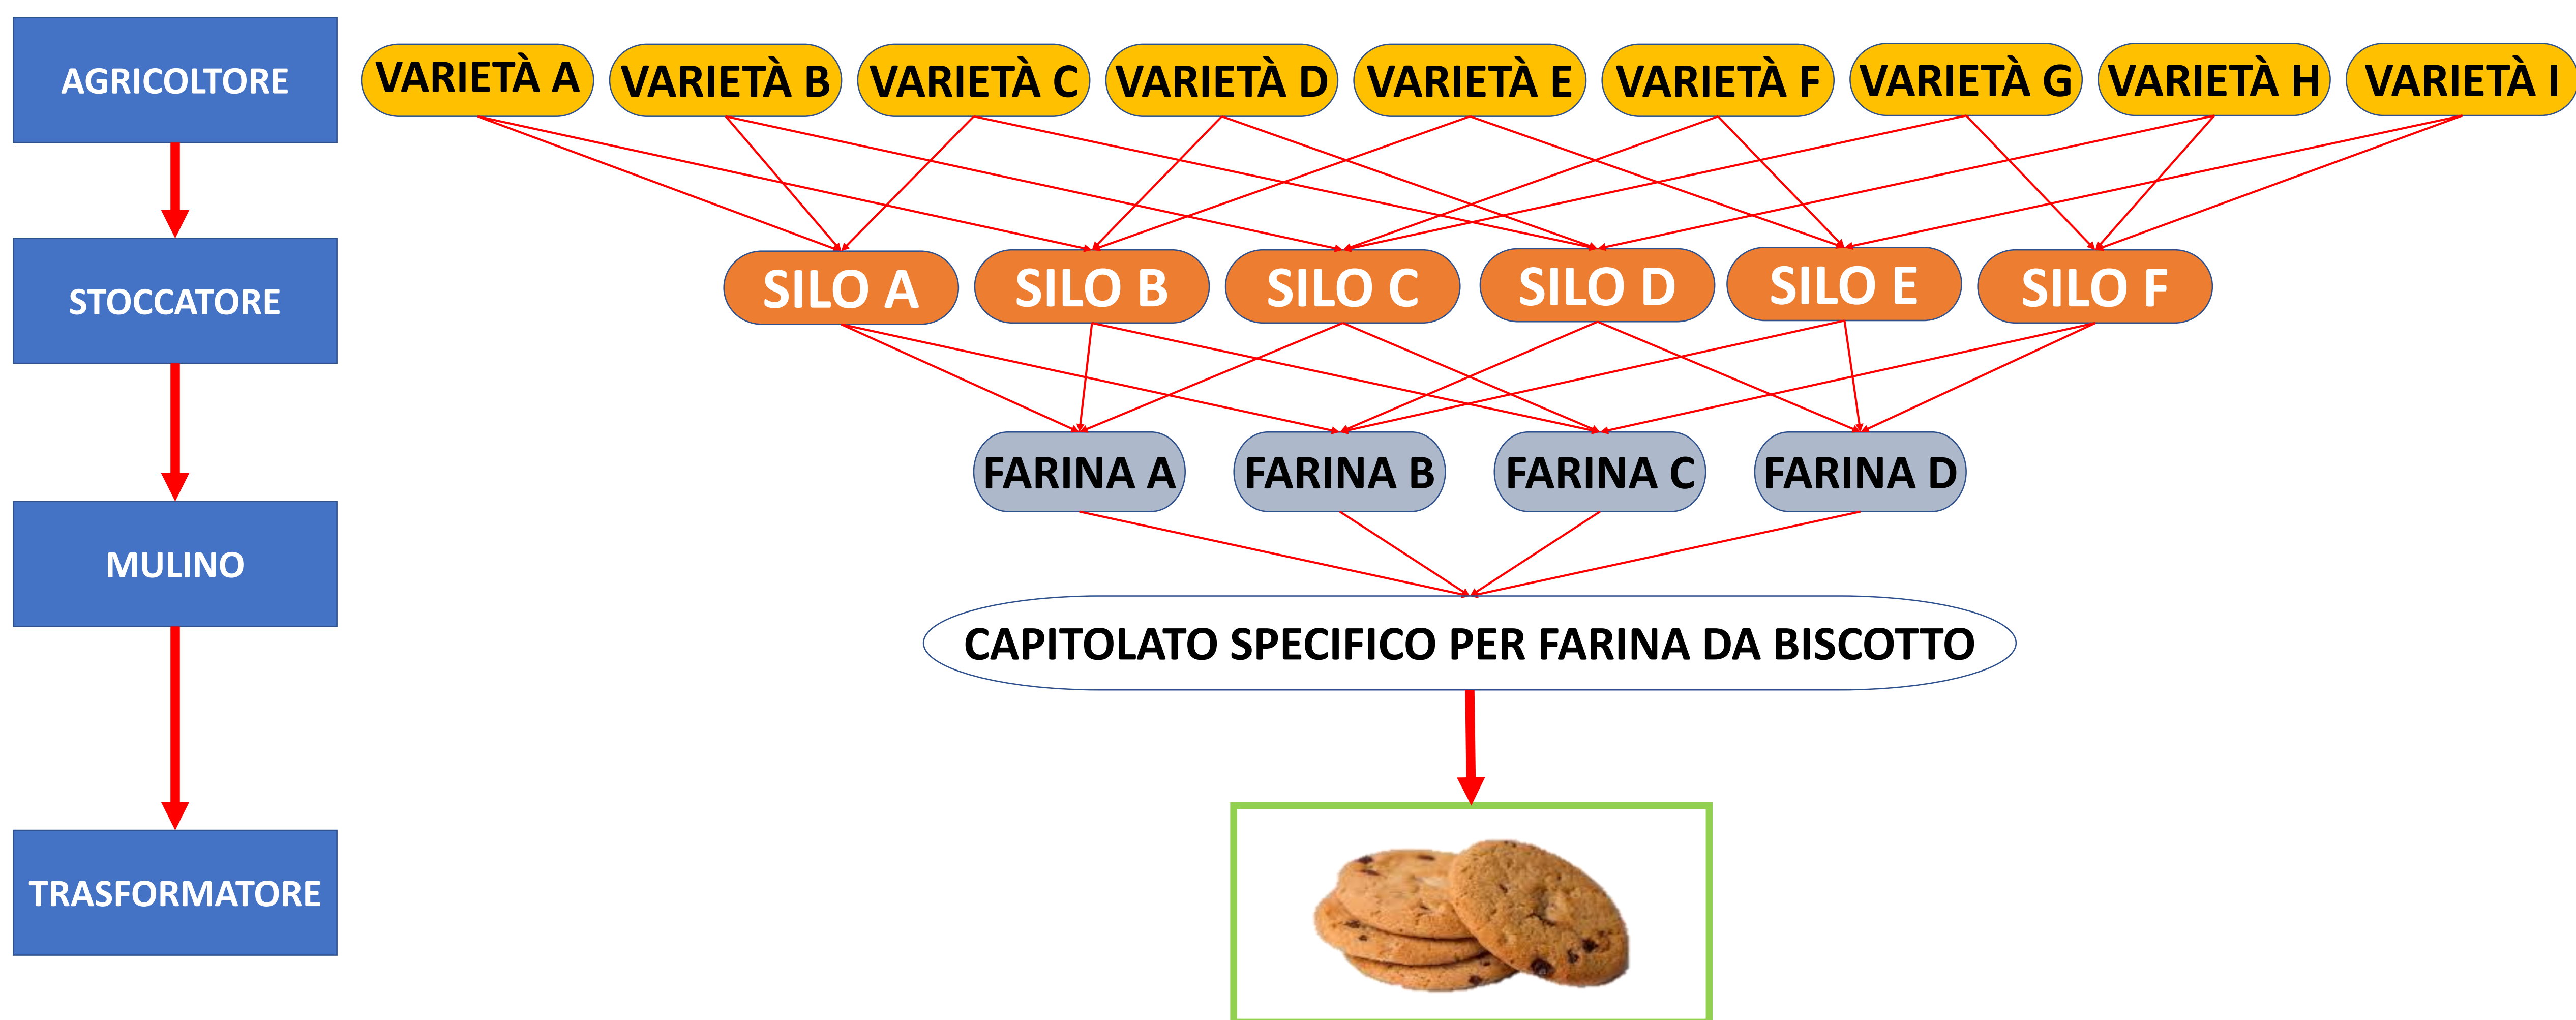 AGRICOLTORE
VARIETÀ A
VARIETÀ B
VARIETÀ C
VARIETÀ D
VARIETÀ E
VARIETÀ F
VARIETÀ G
VARIETÀ H
VARIETÀ I
STOCCATORE
SILO A
SILO B
SILO C
SILO D
SILO E
SILO F
MULINO
FARINA A
FARINA B
FARINA C
FARINA D
CAPITOLATO SPECIFICO PER FARINA DA BISCOTTO
TRASFORMATORE